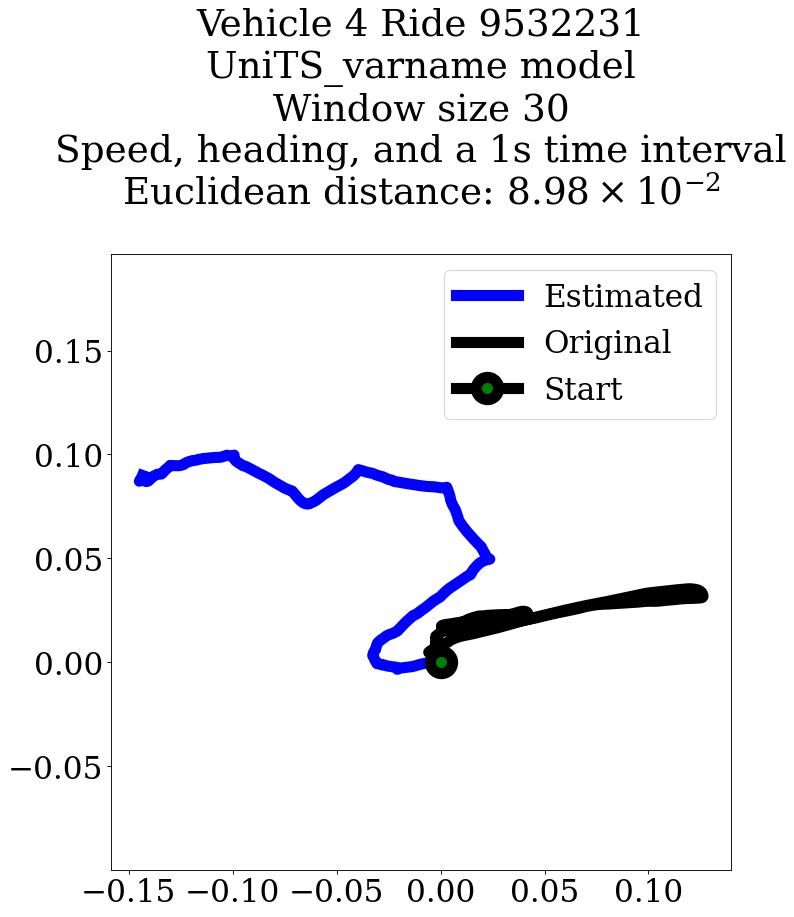 Vehicle 4 Ride 9532231
UniTS_varname model
Window size 30
Speed, heading, and a 1s time interval
Euclidean distance: 8.98 × 10⁻²
Estimated
Original
Start
0.15
0.10
0.05
0.00
−0.05
−0.15 −0.10 −0.05 0.00 0.05 0.10